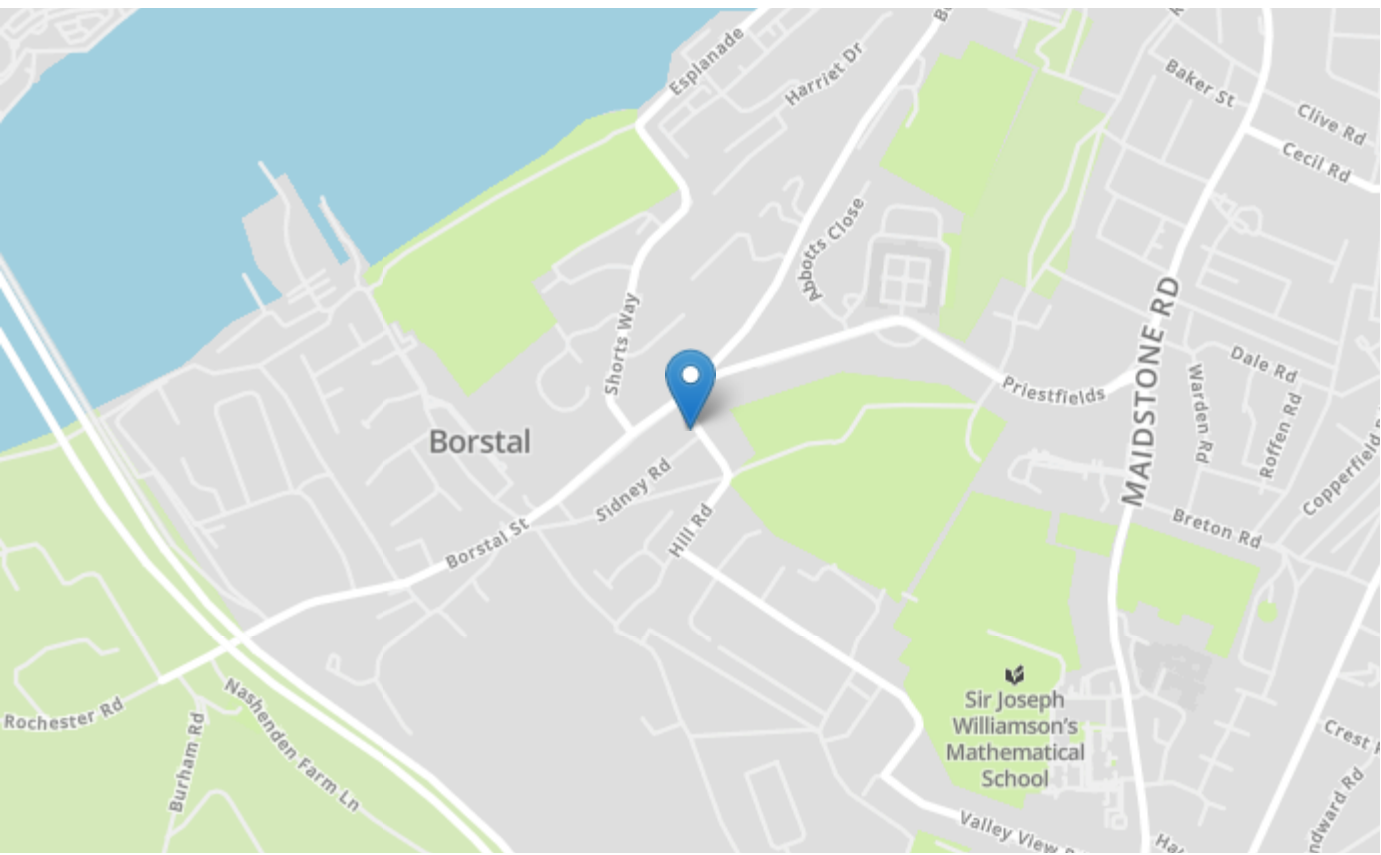 Esplanade
Harriet Dr
Baker St
Clive Rd
Cecil Rd
Abbotts Close
Shorts Way
MAIDSTONE RD
Priestfields
Dale Rd
Warden Rd
Roffen Rd
Copperfield
Borstal
Sidney Rd
Borstal St
Hill Rd
Breton Rd
Sir Joseph
Williamson's
Mathematical
School
Rochester Rd
Burham Rd
Nashenden Farm Ln
Crest
Valley View